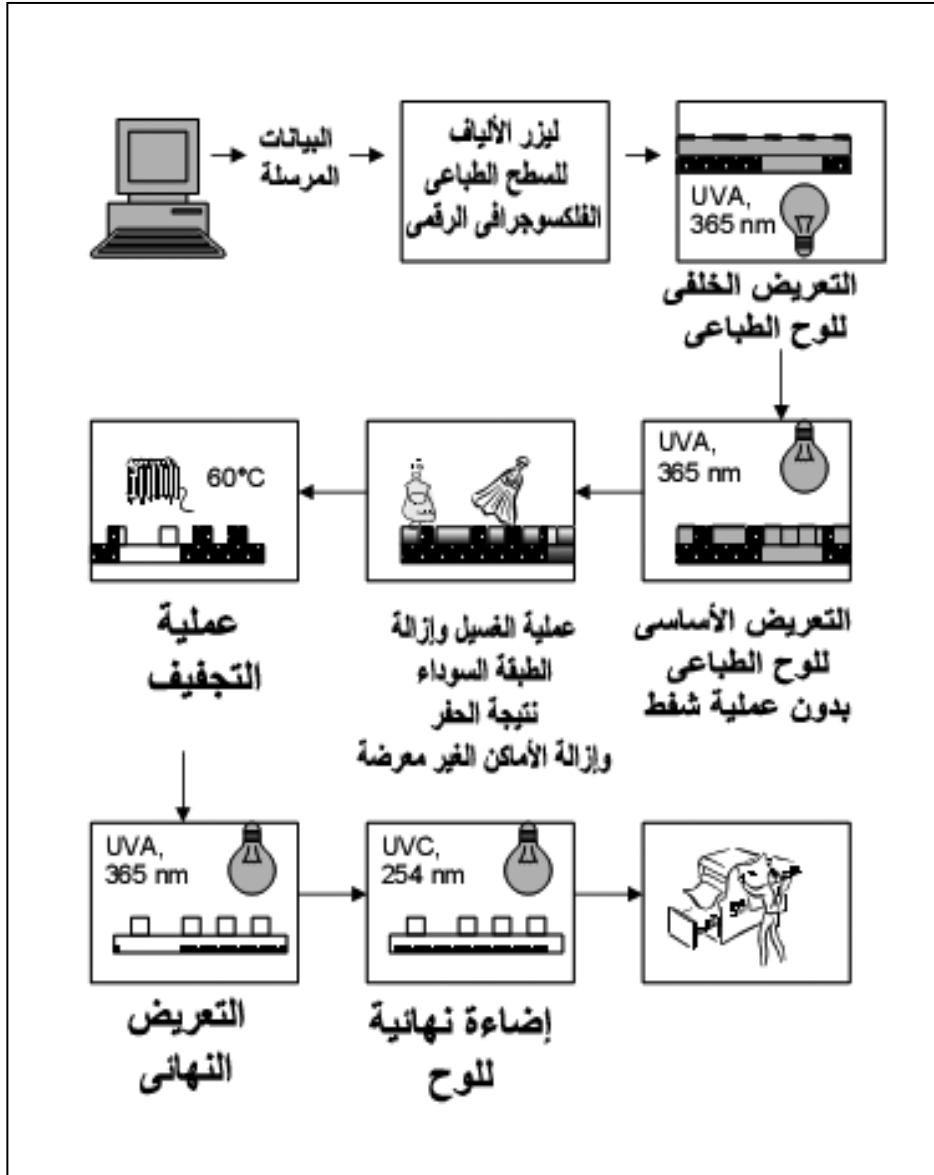 البيانات
المرسلة
ليزر الألياف
للسطح الطباعى
الفلكسوجرافى الرقمى
UVA,
365 nm
التعريض الخلفى
للوح الطباعى
UVA,
365 nm
التعريض الأساسى
للوح الطباعى
بدون عملية شفط
عملية الغسيل وإزالة
الطبقة السوداء
نتيجة الحفر
وإزالة الأماكن الغير معرضة
60°C
عملية
التجفيف
UVA,
365 nm
التعريض
النهائى
UVC,
254 nm
إضاءة نهائية
للوح